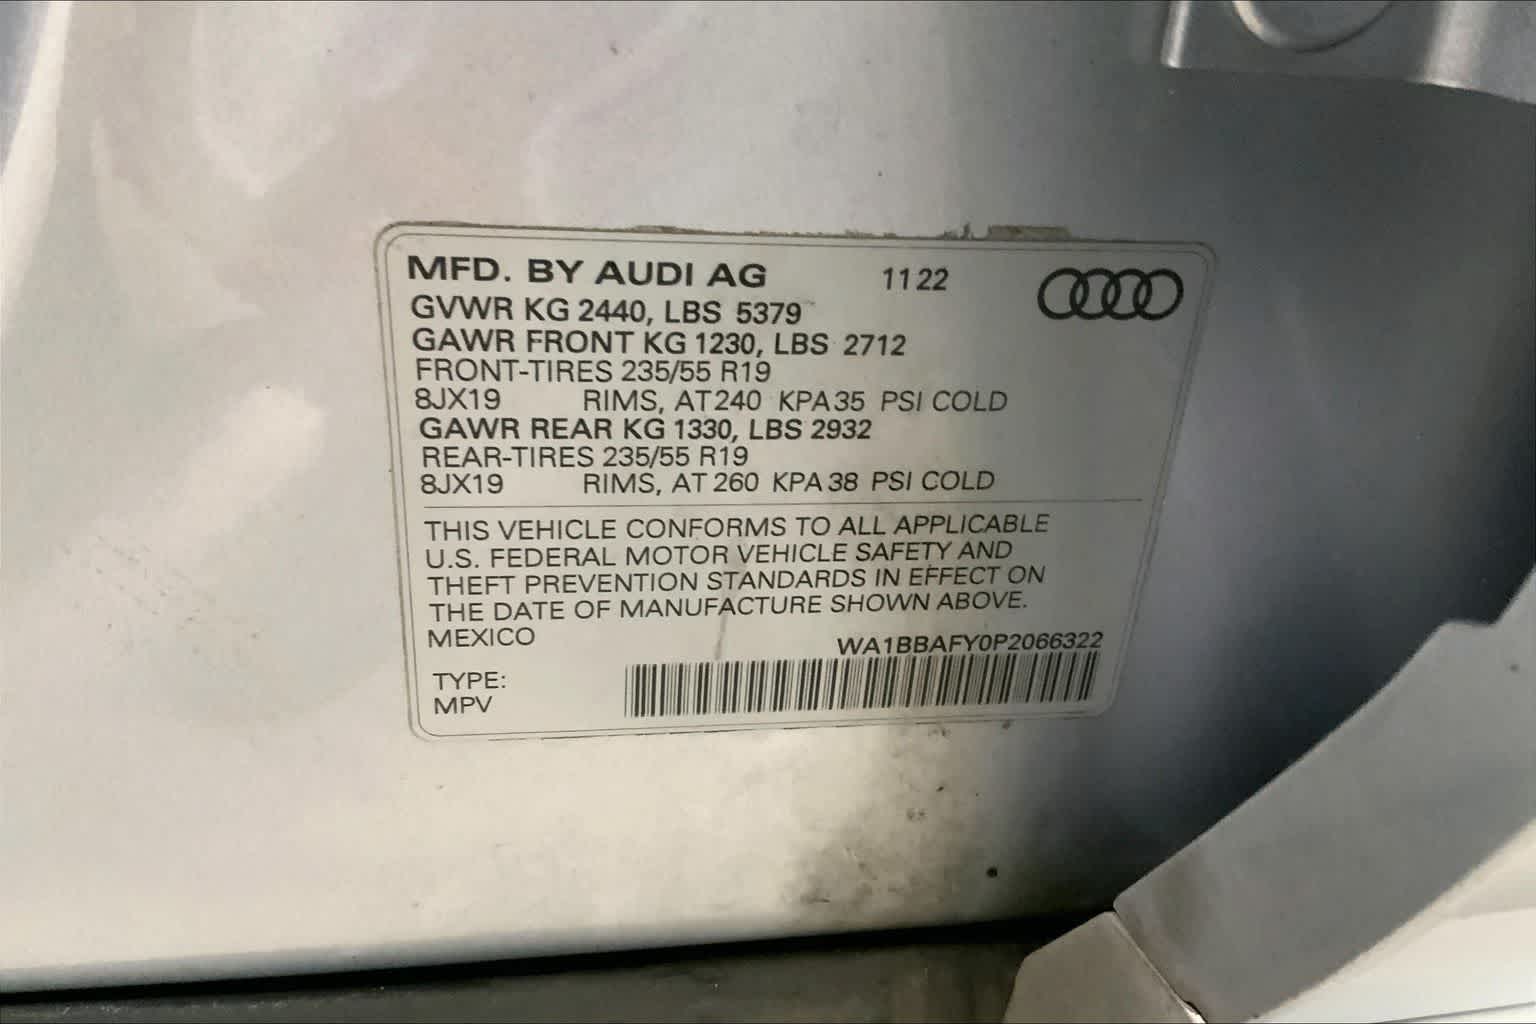 MFD. BY AUDI AG 11 22
GVWR KG 2440, LBS 5379
GAWR FRONT KG 1230, LBS 2712
FRONT-TIRES 235/55 R19
8JX19 RIMS, AT 240 KPA 35 PSI COLD
GAWR REAR KG 1330, LBS 2932
REAR-TIRES 235/55 R19
8JX19 RIMS, AT 260 KPA 38 PSI COLD
THIS VEHICLE CONFORMS TO ALL APPLICABLE
U.S. FEDERAL MOTOR VEHICLE SAFETY AND
THEFT PREVENTION STANDARDS IN EFFECT ON
THE DATE OF MANUFACTURE SHOWN ABOVE.
MEXICO WA1BBAFY0P2066322
TYPE:
MPV